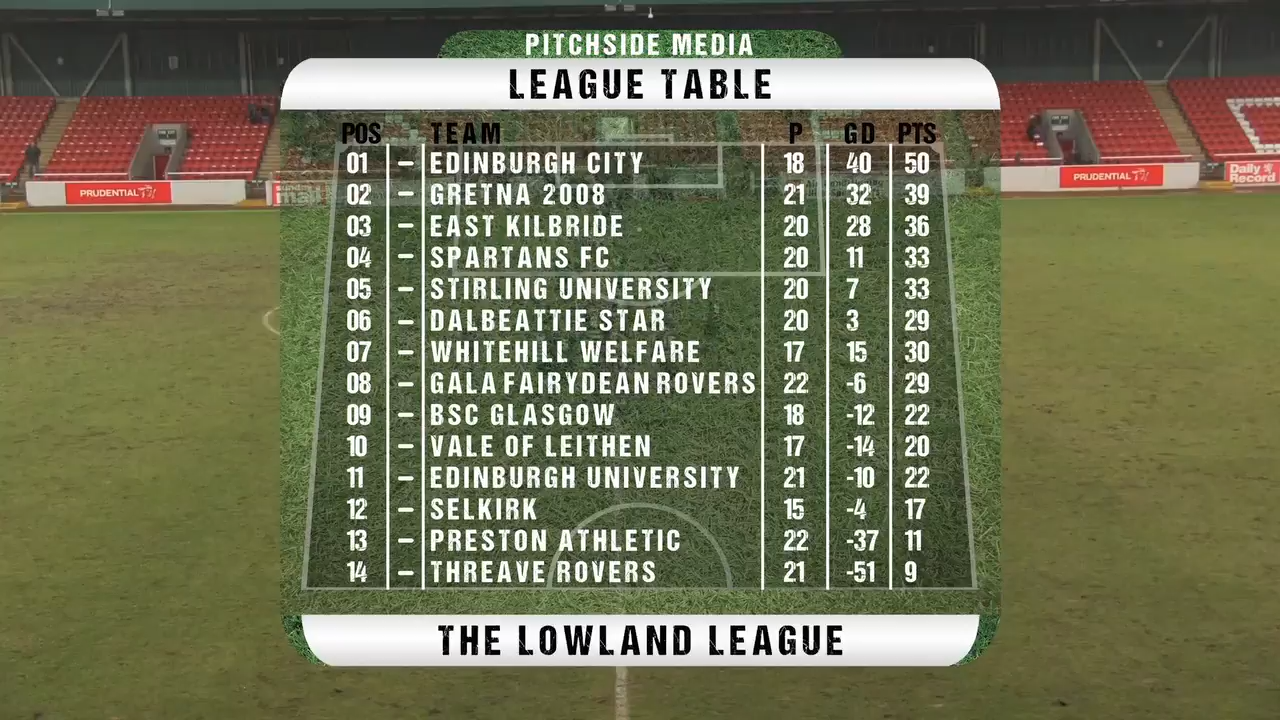 PITCHSIDE MEDIA
LEAGUE TABLE
POS TEAM P GD PTS
01 – EDINBURGH CITY 18 40 50
02 – GRETNA 2008 21 32 39
03 – EAST KILBRIDE 20 28 36
04 – SPARTANS FC 20 11 33
05 – STIRLING UNIVERSITY 20 7 33
06 – DALBEATTIE STAR 20 3 29
07 – WHITEHILL WELFARE 17 15 30
08 – GALA FAIRYDEAN ROVERS 22 -6 29
09 – BSC GLASGOW 18 -12 22
10 – VALE OF LEITHEN 17 -14 20
11 – EDINBURGH UNIVERSITY 21 -10 22
12 – SELKIRK 15 -4 17
13 – PRESTON ATHLETIC 22 -37 11
14 – THREAVE ROVERS 21 -51 9
THE LOWLAND LEAGUE
PRUDENTIAL
mail
PRUDENTIAL
Daily
Record